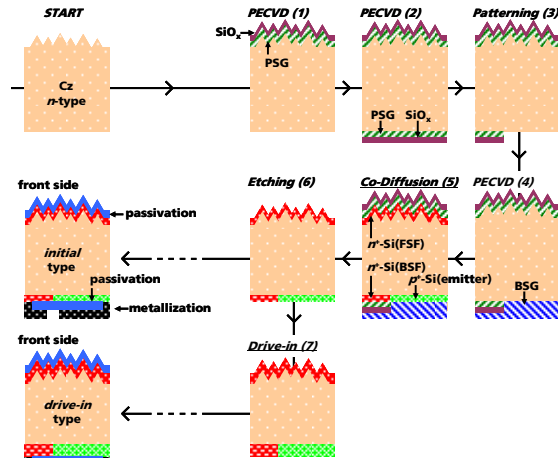 START
PECVD (1)
PECVD (2)
Patterning (3)
SiOx
PSG
Cz
n-type
PSG
SiOx
front side
Etching (6)
Co-Diffusion (5)
PECVD (4)
passivation
initial
type
n+-Si(FSF)
n+-Si(BSF)
p+-Si(emitter)
passivation
BSG
metallization
front side
Drive-in (7)
drive-in
type